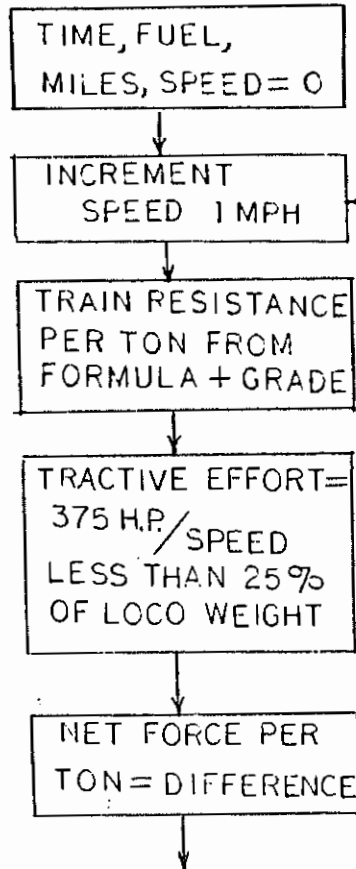 TIME, FUEL,
MILES, SPEED = 0
INCREMENT
SPEED 1 MPH
TRAIN RESISTANCE
PER TON FROM
FORMULA + GRADE
TRACTIVE EFFORT =
375 H.P./SPEED
LESS THAN 25%
OF LOCO WEIGHT
NET FORCE PER
TON = DIFFERENCE